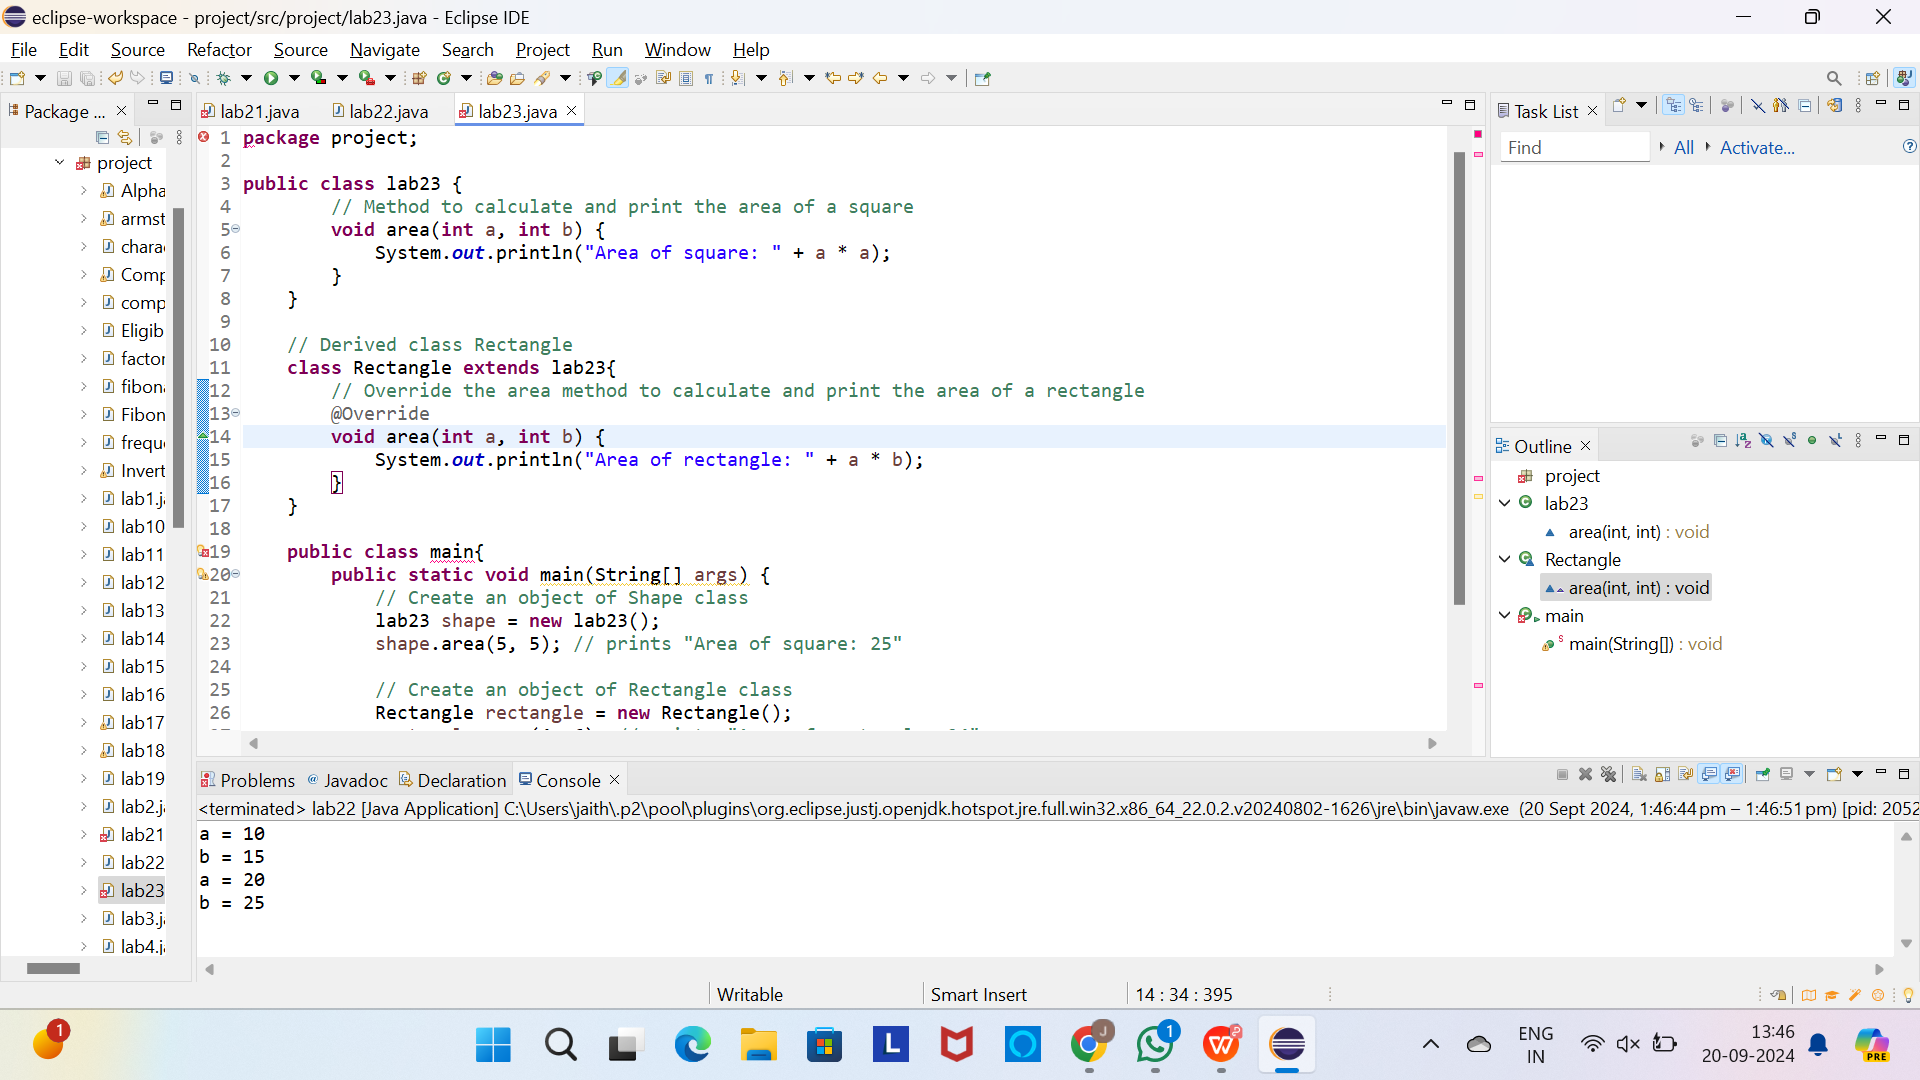 eclipse-workspace - project/src/project/lab23.java - Eclipse IDE
File Edit Source Refactor Source Navigate Search Project Run Window Help
Package ...
lab21.java lab22.java lab23.java
project
Alpha
armst
chara
Comp
comp
Eligib
factor
fibona
Fibon
frequ
Invert
lab1.j
lab10
lab11
lab12
lab13
lab14
lab15
lab16
lab17
lab18
lab19
lab2.j
lab21
lab22
lab23
lab3.j
lab4.j
1 package project;
2
3 public class lab23 {
4 // Method to calculate and print the area of a square
5 void area(int a, int b) {
6 System.out.println("Area of square: " + a * a);
7 }
8 }
9
10 // Derived class Rectangle
11 class Rectangle extends lab23{
12 // Override the area method to calculate and print the area of a rectangle
13 @Override
14 void area(int a, int b) {
15 System.out.println("Area of rectangle: " + a * b);
16 }
17 }
18
19 public class main{
20 public static void main(String[] args) {
21 // Create an object of Shape class
22 lab23 shape = new lab23();
23 shape.area(5, 5); // prints "Area of square: 25"
24
25 // Create an object of Rectangle class
26 Rectangle rectangle = new Rectangle();
Task List
Find All Activate...
Outline
project
lab23
area(int, int) : void
Rectangle
area(int, int) : void
main
main(String[]) : void
Problems @ Javadoc Declaration Console
<terminated> lab22 [Java Application] C:\Users\jaith\.p2\pool\plugins\org.eclipse.justj.openjdk.hotspot.jre.full.win32.x86_64_22.0.2.v20240802-1626\jre\bin\javaw.exe (20 Sept 2024, 1:46:44 pm – 1:46:51 pm) [pid: 2052
a = 10
b = 15
a = 20
b = 25
Writable Smart Insert 14 : 34 : 395
1
L
J
1
W
ENG
IN
13:46
20-09-2024
PRE